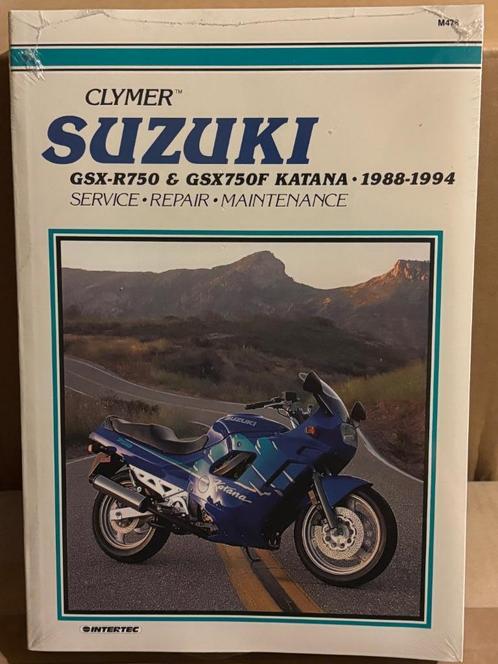 M478
CLYMER™
SUZUKI
GSX-R750 & GSX750F KATANA • 1988-1994
SERVICE • REPAIR • MAINTENANCE
SUZUKI
Katana
INTERTEC